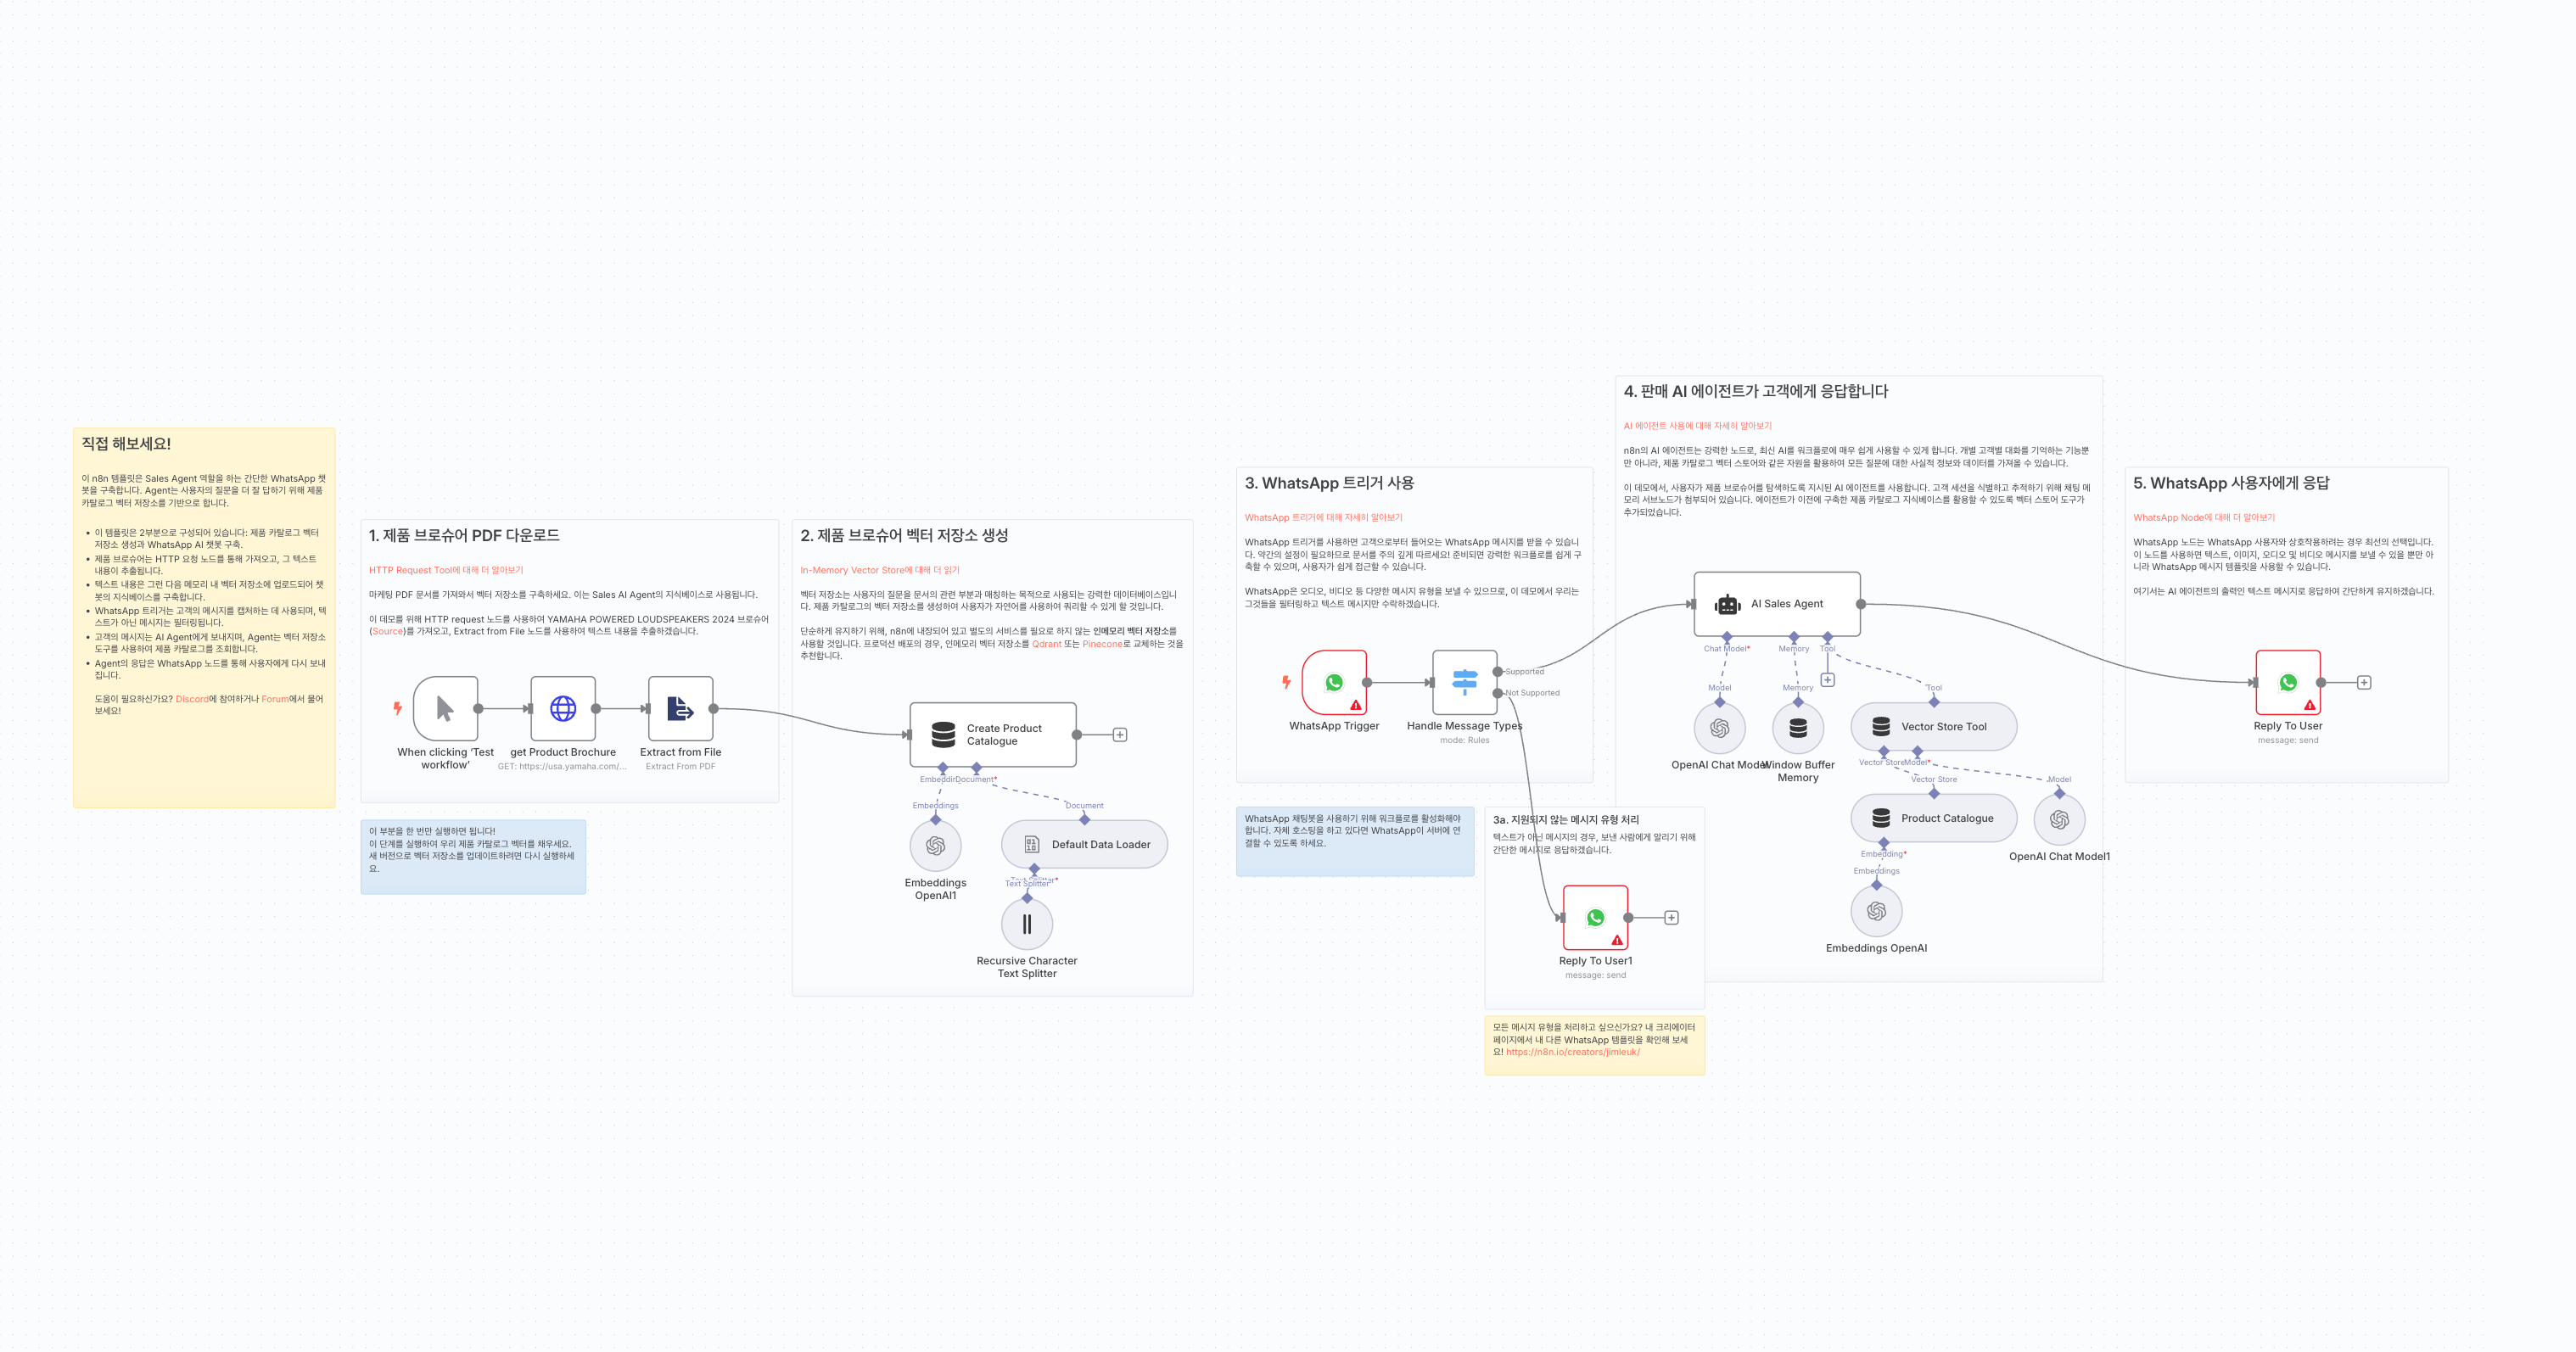 직접 해보세요!
이 n8n 템플릿은 Sales Agent 역할을 하는 간단한 WhatsApp 챗
봇을 구축합니다. Agent는 사용자의 질문을 더 잘 답하기 위해 제품
카탈로그 벡터 저장소를 기반으로 합니다.
• 이 템플릿은 2부분으로 구성되어 있습니다: 제품 카탈로그 벡터
저장소 생성과 WhatsApp AI 챗봇 구축.
• 제품 브로슈어는 HTTP 요청 노드를 통해 가져오고, 그 텍스트
내용이 추출됩니다.
• 텍스트 내용은 그런 다음 메모리 내 벡터 저장소에 업로드되어 챗
봇의 지식베이스를 구축합니다.
• WhatsApp 트리거는 고객의 메시지를 캡처하는 데 사용되며, 텍
스트가 아닌 메시지는 필터링됩니다.
• 고객의 메시지는 AI Agent에게 보내지며, Agent는 벡터 저장소
도구를 사용하여 제품 카탈로그를 조회합니다.
• Agent의 응답은 WhatsApp 노드를 통해 사용자에게 다시 보내
집니다.
도움이 필요하신가요? Discord에 참여하거나 Forum에서 물어
보세요!
1. 제품 브로슈어 PDF 다운로드
HTTP Request Tool에 대해 더 알아보기
마케팅 PDF 문서를 가져와서 벡터 저장소를 구축하세요. 이는 Sales AI Agent의 지식베이스로 사용됩니다.
이 데모를 위해 HTTP request 노드를 사용하여 YAMAHA POWERED LOUDSPEAKERS 2024 브로슈어
(Source)를 가져오고, Extract from File 노드를 사용하여 텍스트 내용을 추출하겠습니다.
When clicking ‘Test
workflow’
get Product Brochure
GET: https://usa.yamaha.com/...
Extract from File
Extract From PDF
이 부분을 한 번만 실행하면 됩니다!
이 단계를 실행하여 우리 제품 카탈로그 벡터를 채우세요.
새 버전으로 벡터 저장소를 업데이트하려면 다시 실행하세
요.
2. 제품 브로슈어 벡터 저장소 생성
In-Memory Vector Store에 대해 더 읽기
벡터 저장소는 사용자의 질문을 문서의 관련 부분과 매칭하는 목적으로 사용되는 강력한 데이터베이스입니
다. 제품 카탈로그의 벡터 저장소를 생성하여 사용자가 자연어를 사용하여 쿼리할 수 있게 할 것입니다.
단순하게 유지하기 위해, n8n에 내장되어 있고 별도의 서비스를 필요로 하지 않는 인메모리 벡터 저장소를
사용할 것입니다. 프로덕션 배포의 경우, 인메모리 벡터 저장소를 Qdrant 또는 Pinecone로 교체하는 것을
추천합니다.
Create Product
Catalogue
Document*
Embeddings
Document
Embeddings
OpenAI1
Default Data Loader
Text Splitter
Recursive Character
Text Splitter
3. WhatsApp 트리거 사용
WhatsApp 트리거에 대해 자세히 알아보기
WhatsApp 트리거를 사용하면 고객으로부터 들어오는 WhatsApp 메시지를 받을 수 있습니
다. 약간의 설정이 필요하므로 문서를 주의 깊게 따르세요! 준비되면 강력한 워크플로를 쉽게 구
축할 수 있으며, 사용자가 쉽게 접근할 수 있습니다.
WhatsApp은 오디오, 비디오 등 다양한 메시지 유형을 보낼 수 있으므로, 이 데모에서 우리는
그것들을 필터링하고 텍스트 메시지만 수락하겠습니다.
WhatsApp Trigger
Handle Message Types
mode: Rules
Supported
Not Supported
WhatsApp 채팅봇을 사용하기 위해 워크플로를 활성화해야
합니다. 자체 호스팅을 하고 있다면 WhatsApp이 서버에 연
결할 수 있도록 하세요.
3a. 지원되지 않는 메시지 유형 처리
텍스트가 아닌 메시지의 경우, 보낸 사람에게 알리기 위해
간단한 메시지로 응답하겠습니다.
Reply To User1
message: send
모든 메시지 유형을 처리하고 싶으신가요? 내 크리에이터
페이지에서 내 다른 WhatsApp 템플릿을 확인해 보세
요! https://n8n.io/creators/jimleuk/
4. 판매 AI 에이전트가 고객에게 응답합니다
AI 에이전트 사용에 대해 자세히 알아보기
n8n의 AI 에이전트는 강력한 노드로, 최신 AI를 워크플로에 매우 쉽게 사용할 수 있게 합니다. 개별 고객별 대화를 기억하는 기능뿐
만 아니라, 제품 카탈로그 벡터 스토어와 같은 자원을 활용하여 모든 질문에 대한 사실적 정보와 데이터를 가져올 수 있습니다.
이 데모에서, 사용자가 제품 브로슈어를 탐색하도록 지시된 AI 에이전트를 사용합니다. 고객 세션을 식별하고 추적하기 위해 채팅 메
모리 서브노드가 첨부되어 있습니다. 에이전트가 이전에 구축한 제품 카탈로그 지식베이스를 활용할 수 있도록 벡터 스토어 도구가
추가되었습니다.
AI Sales Agent
Chat Model*
Memory
Tool
Model
Memory
Tool
OpenAI Chat Model
Window Buffer
Memory
Vector Store Tool
Vector Store
Model*
Vector Store
Model
Product Catalogue
OpenAI Chat Model1
Embedding*
Embeddings
Embeddings OpenAI
5. WhatsApp 사용자에게 응답
WhatsApp Node에 대해 더 알아보기
WhatsApp 노드는 WhatsApp 사용자와 상호작용하려는 경우 최선의 선택입니다.
이 노드를 사용하면 텍스트, 이미지, 오디오 및 비디오 메시지를 보낼 수 있을 뿐만 아
니라 WhatsApp 메시지 템플릿을 사용할 수 있습니다.
여기서는 AI 에이전트의 출력인 텍스트 메시지로 응답하여 간단하게 유지하겠습니다.
Reply To User
message: send